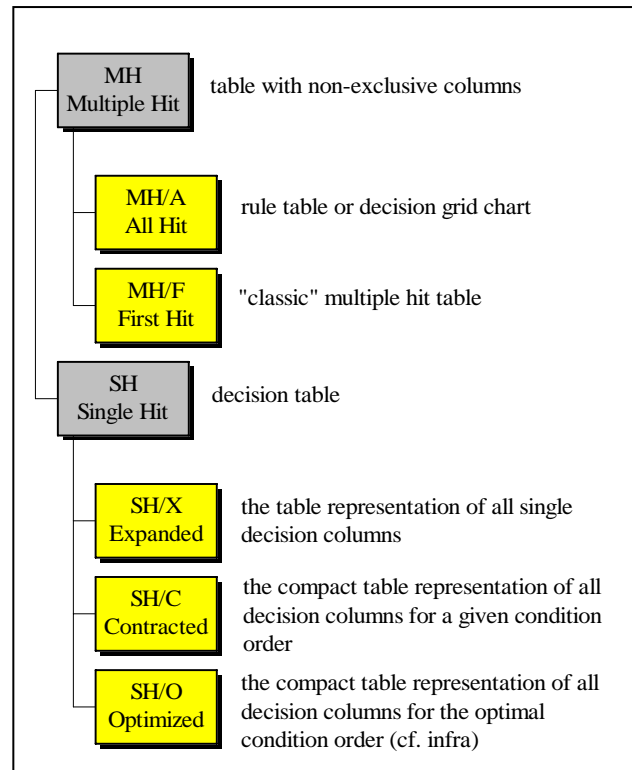 MH
Multiple Hit
table with non-exclusive columns
MH/A
All Hit
rule table or decision grid chart
MH/F
First Hit
"classic" multiple hit table
SH
Single Hit
decision table
SH/X
Expanded
the table representation of all single
decision columns
SH/C
Contracted
the compact table representation of all
decision columns for a given condition
order
SH/O
Optimized
the compact table representation of all
decision columns for the optimal
condition order (cf. infra)